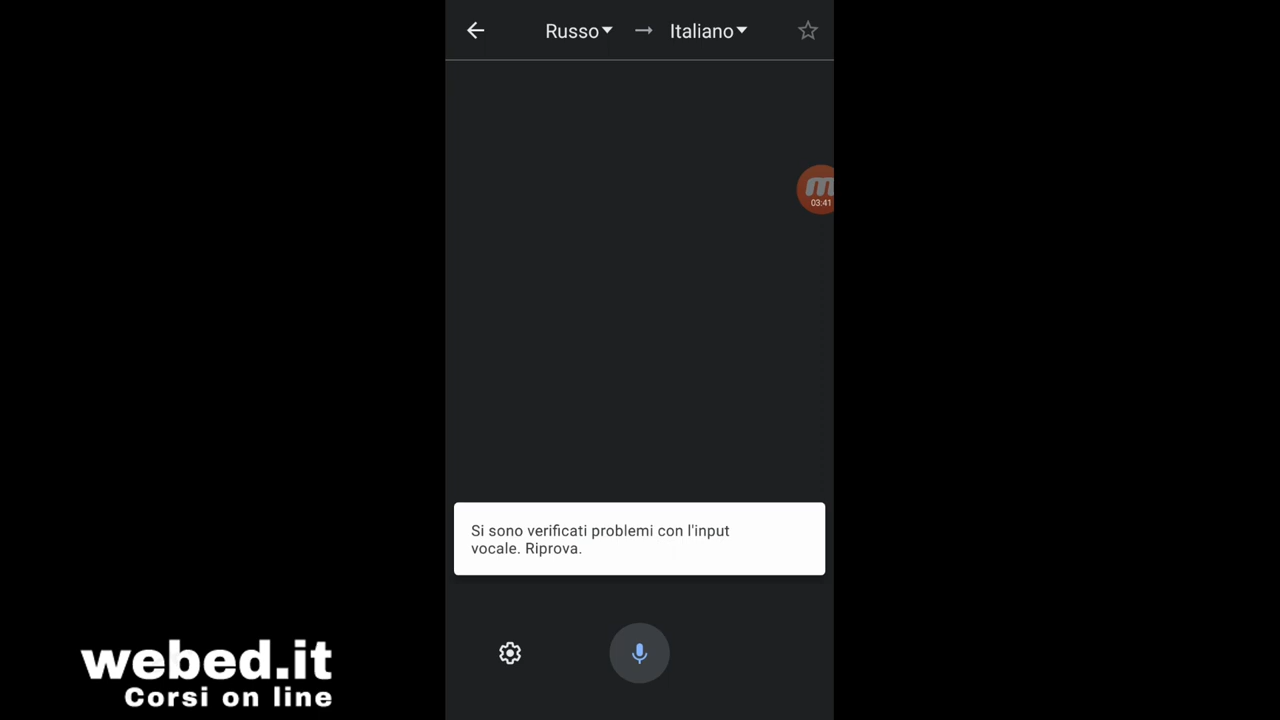 Russo
Italiano
m
03:41
Si sono verificati problemi con l'input
vocale. Riprova.
webed.it
Corsi on line